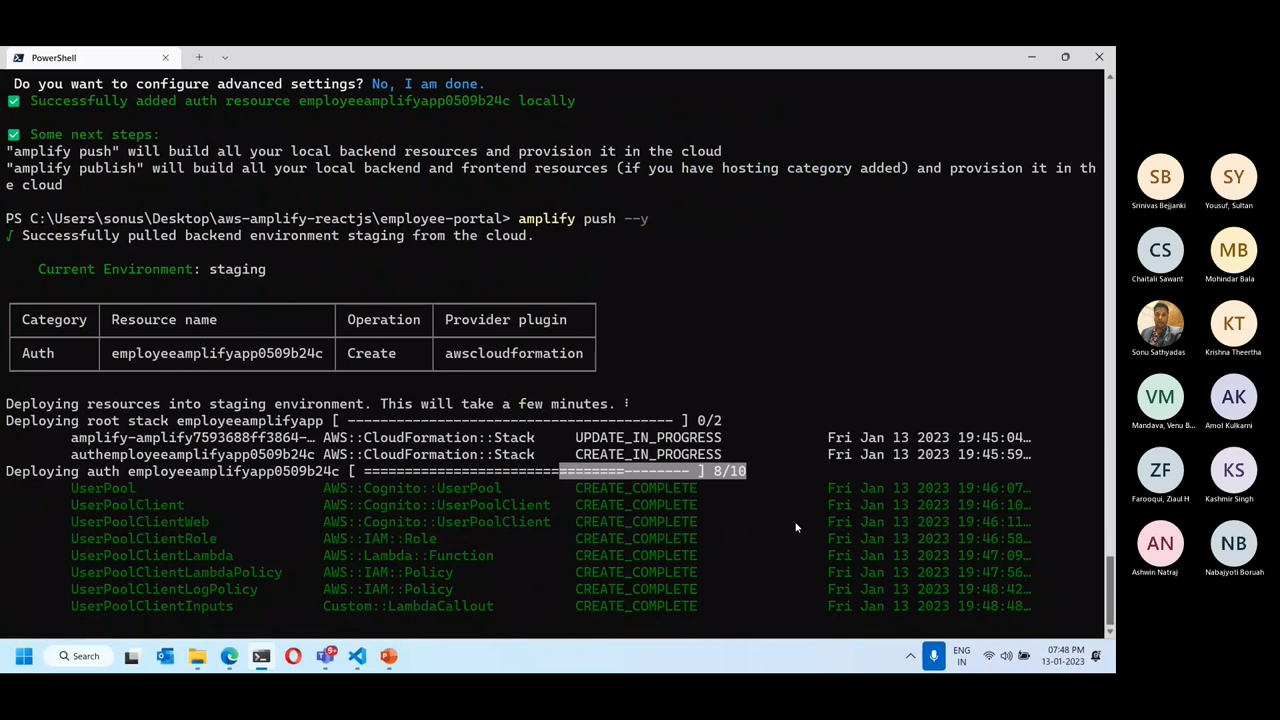 PowerShell
Do you want to configure advanced settings? No, I am done.
✅ Successfully added auth resource employeeamplifyapp0509b24c locally
✅ Some next steps:
"amplify push" will build all your local backend resources and provision it in the cloud
"amplify publish" will build all your local backend and frontend resources (if you have hosting category added) and provision it in th
e cloud
PS C:\Users\sonus\Desktop\aws-amplify-reactjs\employee-portal> amplify push --y
√ Successfully pulled backend environment staging from the cloud.
Current Environment: staging
Category Resource name Operation Provider plugin
Auth employeeamplifyapp0509b24c Create awscloudformation
Deploying resources into staging environment. This will take a few minutes. ⠸
Deploying root stack employeeamplifyapp [ ---------------------------------------- ] 0/2
amplify-amplify7593688ff3864-… AWS::CloudFormation::Stack UPDATE_IN_PROGRESS Fri Jan 13 2023 19:45:04…
authemployeeamplifyapp0509b24c AWS::CloudFormation::Stack CREATE_IN_PROGRESS Fri Jan 13 2023 19:45:59…
Deploying auth employeeamplifyapp0509b24c [ ================================-------- ] 8/10
UserPool AWS::Cognito::UserPool CREATE_COMPLETE Fri Jan 13 2023 19:46:07…
UserPoolClient AWS::Cognito::UserPoolClient CREATE_COMPLETE Fri Jan 13 2023 19:46:10…
UserPoolClientWeb AWS::Cognito::UserPoolClient CREATE_COMPLETE Fri Jan 13 2023 19:46:11…
UserPoolClientRole AWS::IAM::Role CREATE_COMPLETE Fri Jan 13 2023 19:46:58…
UserPoolClientLambda AWS::Lambda::Function CREATE_COMPLETE Fri Jan 13 2023 19:47:09…
UserPoolClientLambdaPolicy AWS::IAM::Policy CREATE_COMPLETE Fri Jan 13 2023 19:47:56…
UserPoolClientLogPolicy AWS::IAM::Policy CREATE_COMPLETE Fri Jan 13 2023 19:48:42…
UserPoolClientInputs Custom::LambdaCallout CREATE_COMPLETE Fri Jan 13 2023 19:48:48…
Search
9+
ENG
IN
07:48 PM
13-01-2023
SB SY
Srinivas Bejjanki Yousuf, Sultan
CS MB
Chaitali Sawant Mohindar Bala
KT
Sonu Sathyadas Krishna Theertha
VM AK
Mandava, Venu B... Amol Kulkarni
ZF KS
Farooqui, Ziaul H Kashmir Singh
AN NB
Ashwin Natraj Nabajyoti Boruah